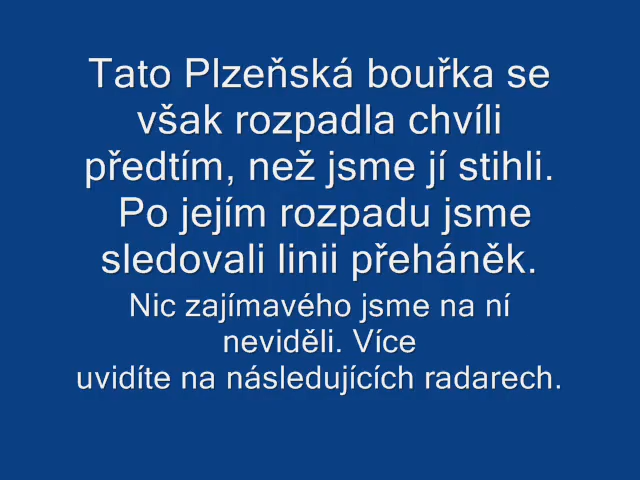 Tato Plzeňská bouřka se
však rozpadla chvíli
předtím, než jsme jí stihli.
Po jejím rozpadu jsme
sledovali linii přeháněk.
Nic zajímavého jsme na ní
neviděli. Více
uvidíte na následujících radarech.